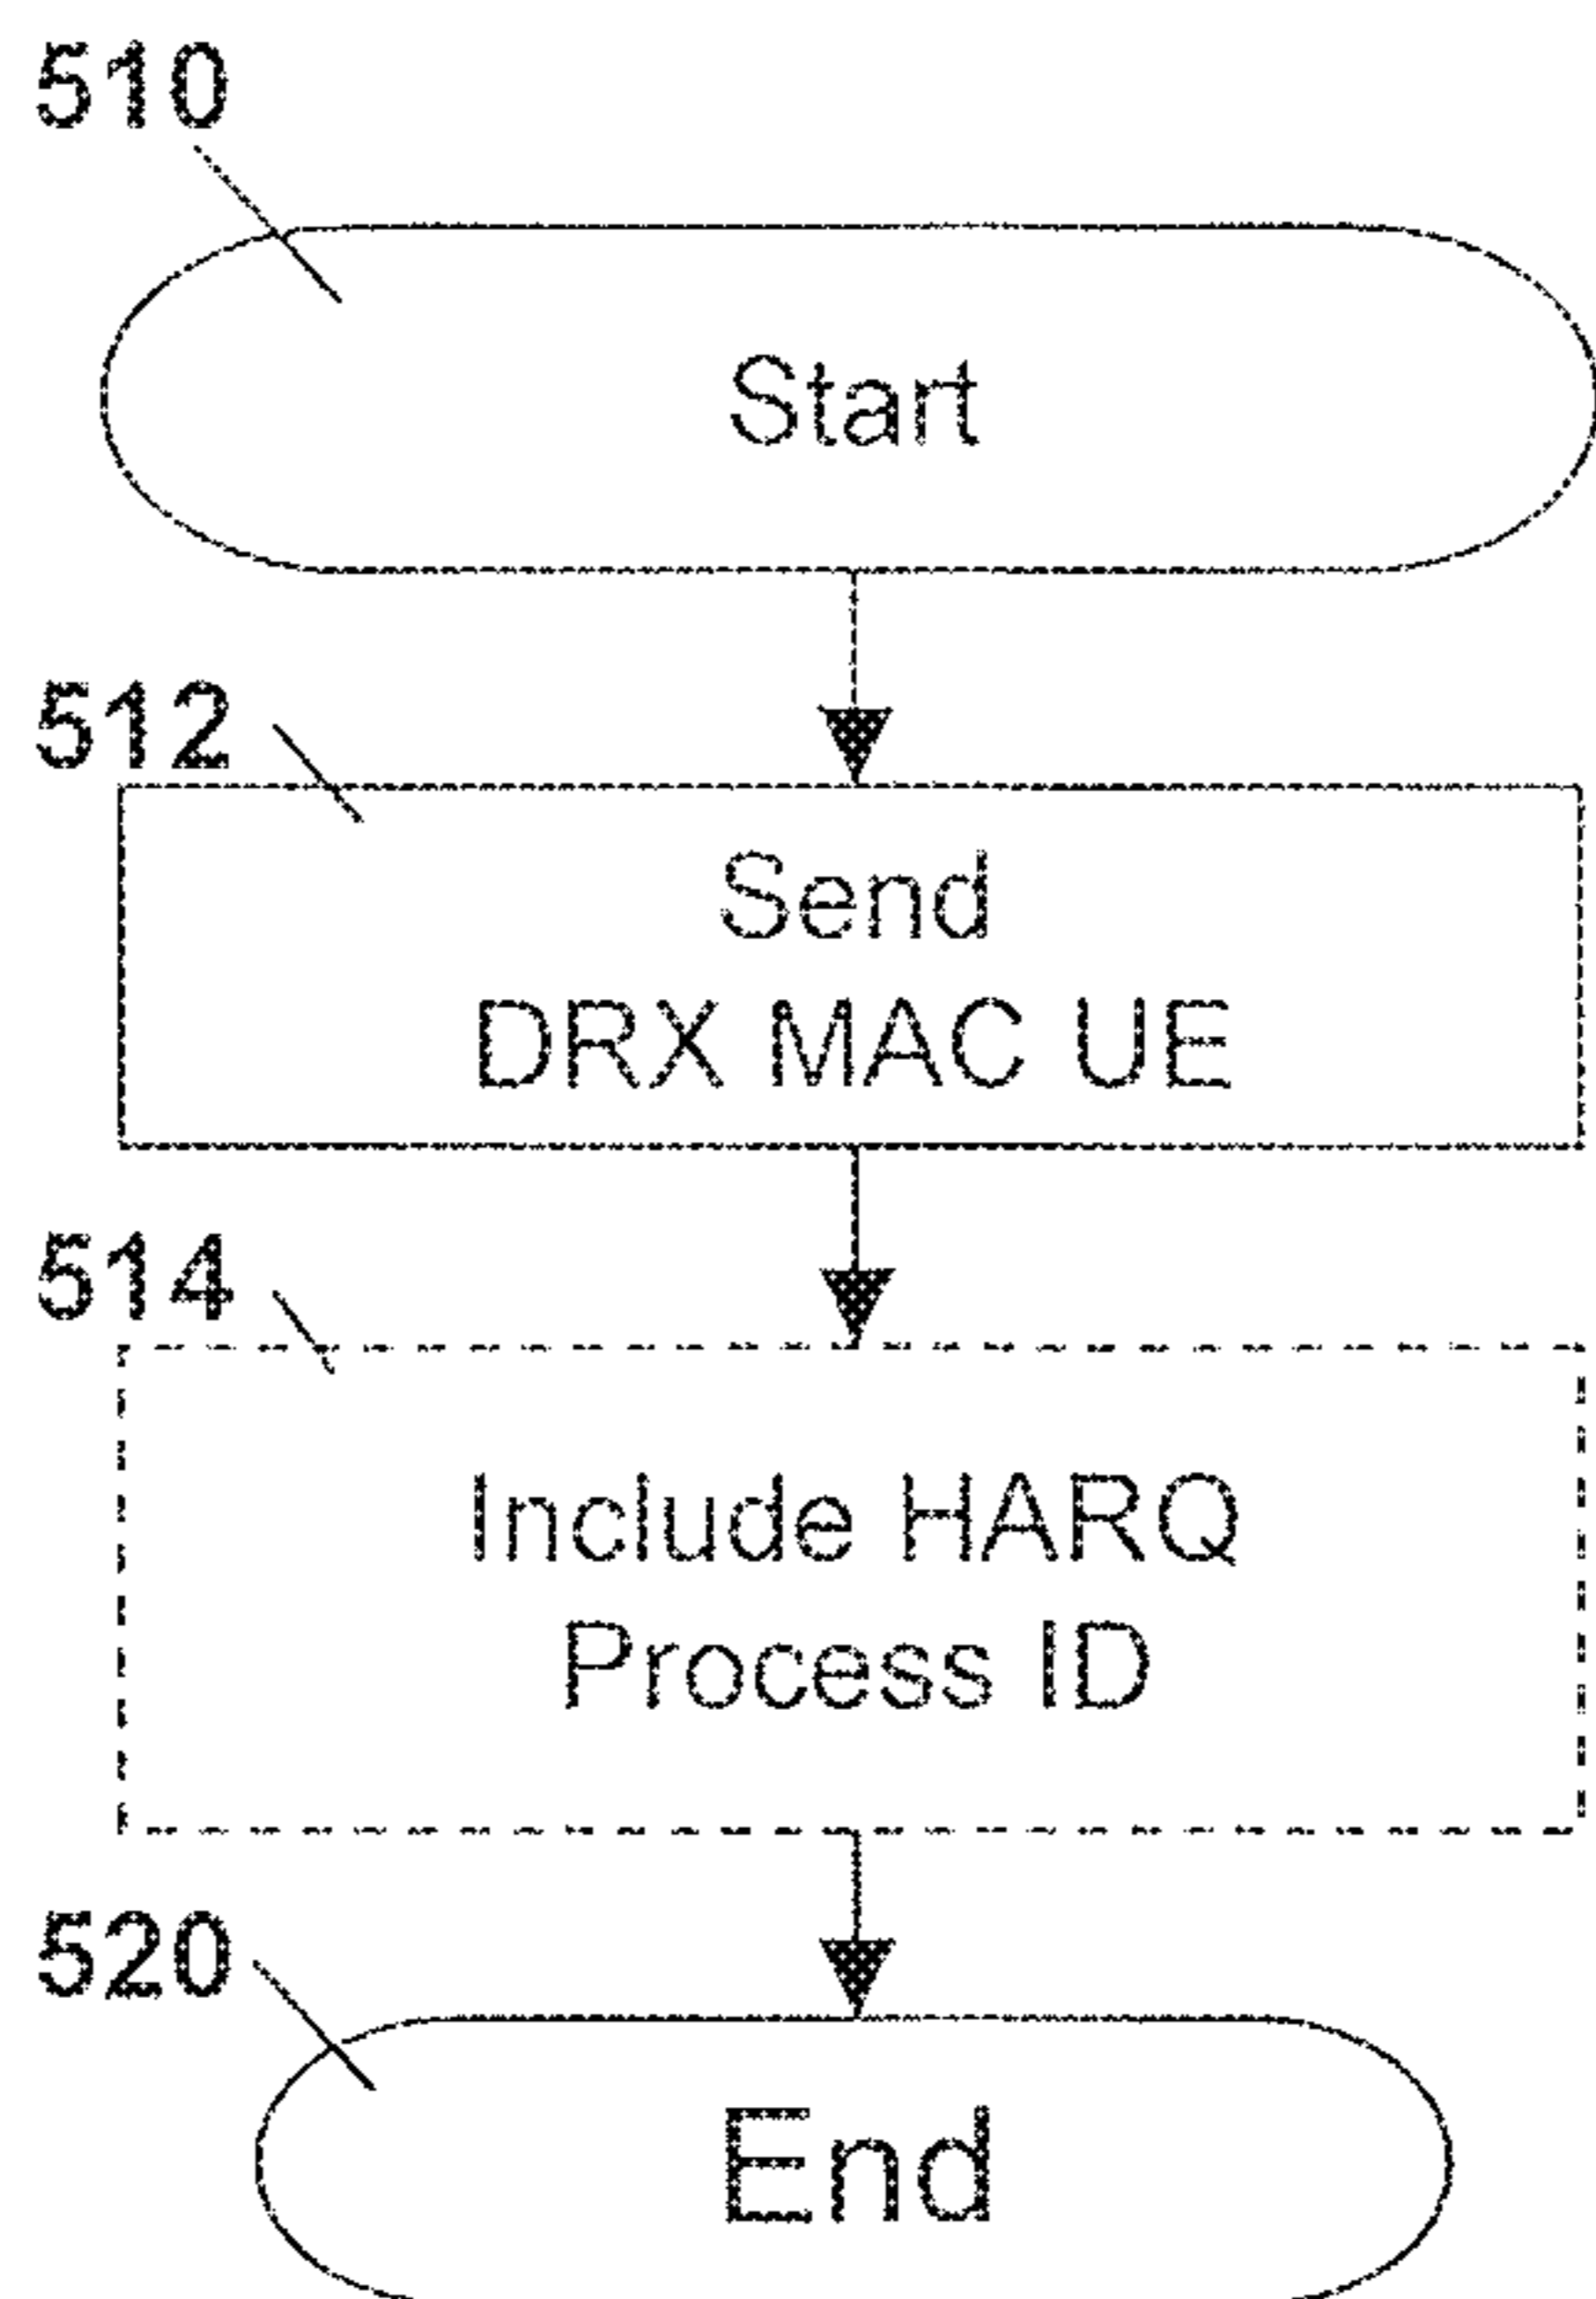 510
Start
512
Send
DRX MAC UE
514
Include HARQ
Process ID
520
End